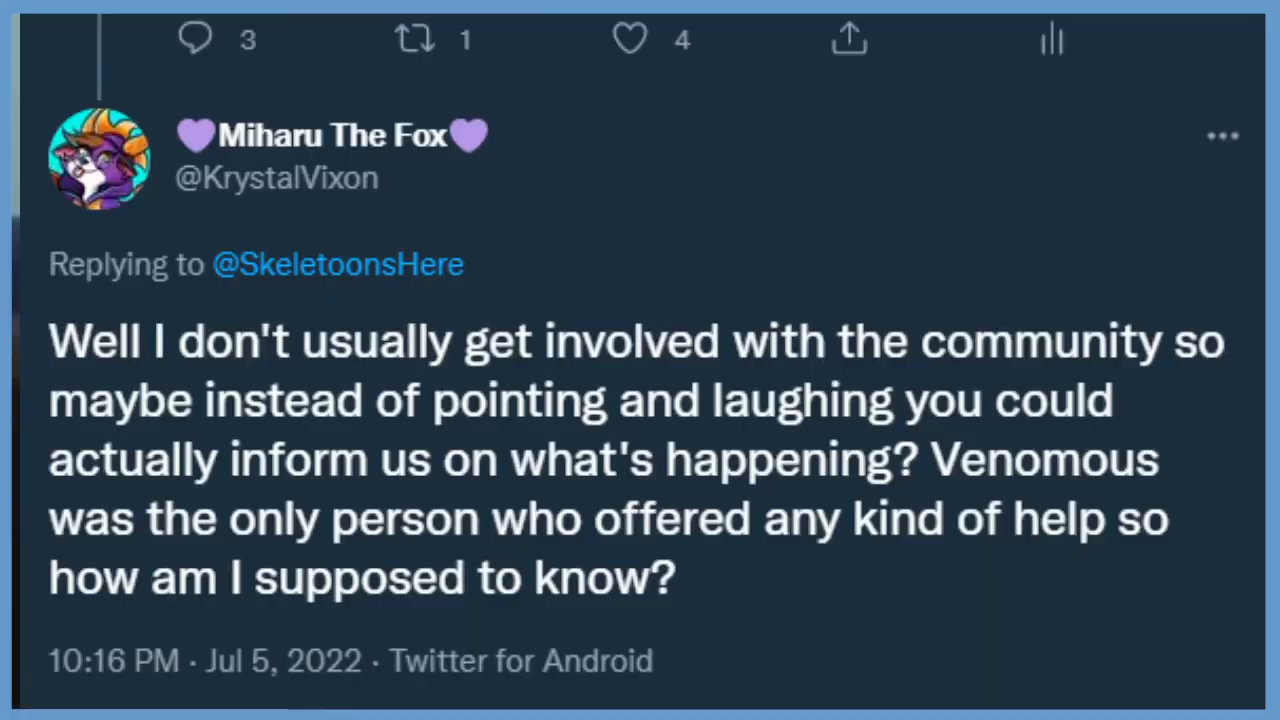 3 1 4
💜Miharu The Fox💜
@KrystalVixon
Replying to @SkeletoonsHere
Well I don't usually get involved with the community so
maybe instead of pointing and laughing you could
actually inform us on what's happening? Venomous
was the only person who offered any kind of help so
how am I supposed to know?
10:16 PM · Jul 5, 2022 · Twitter for Android